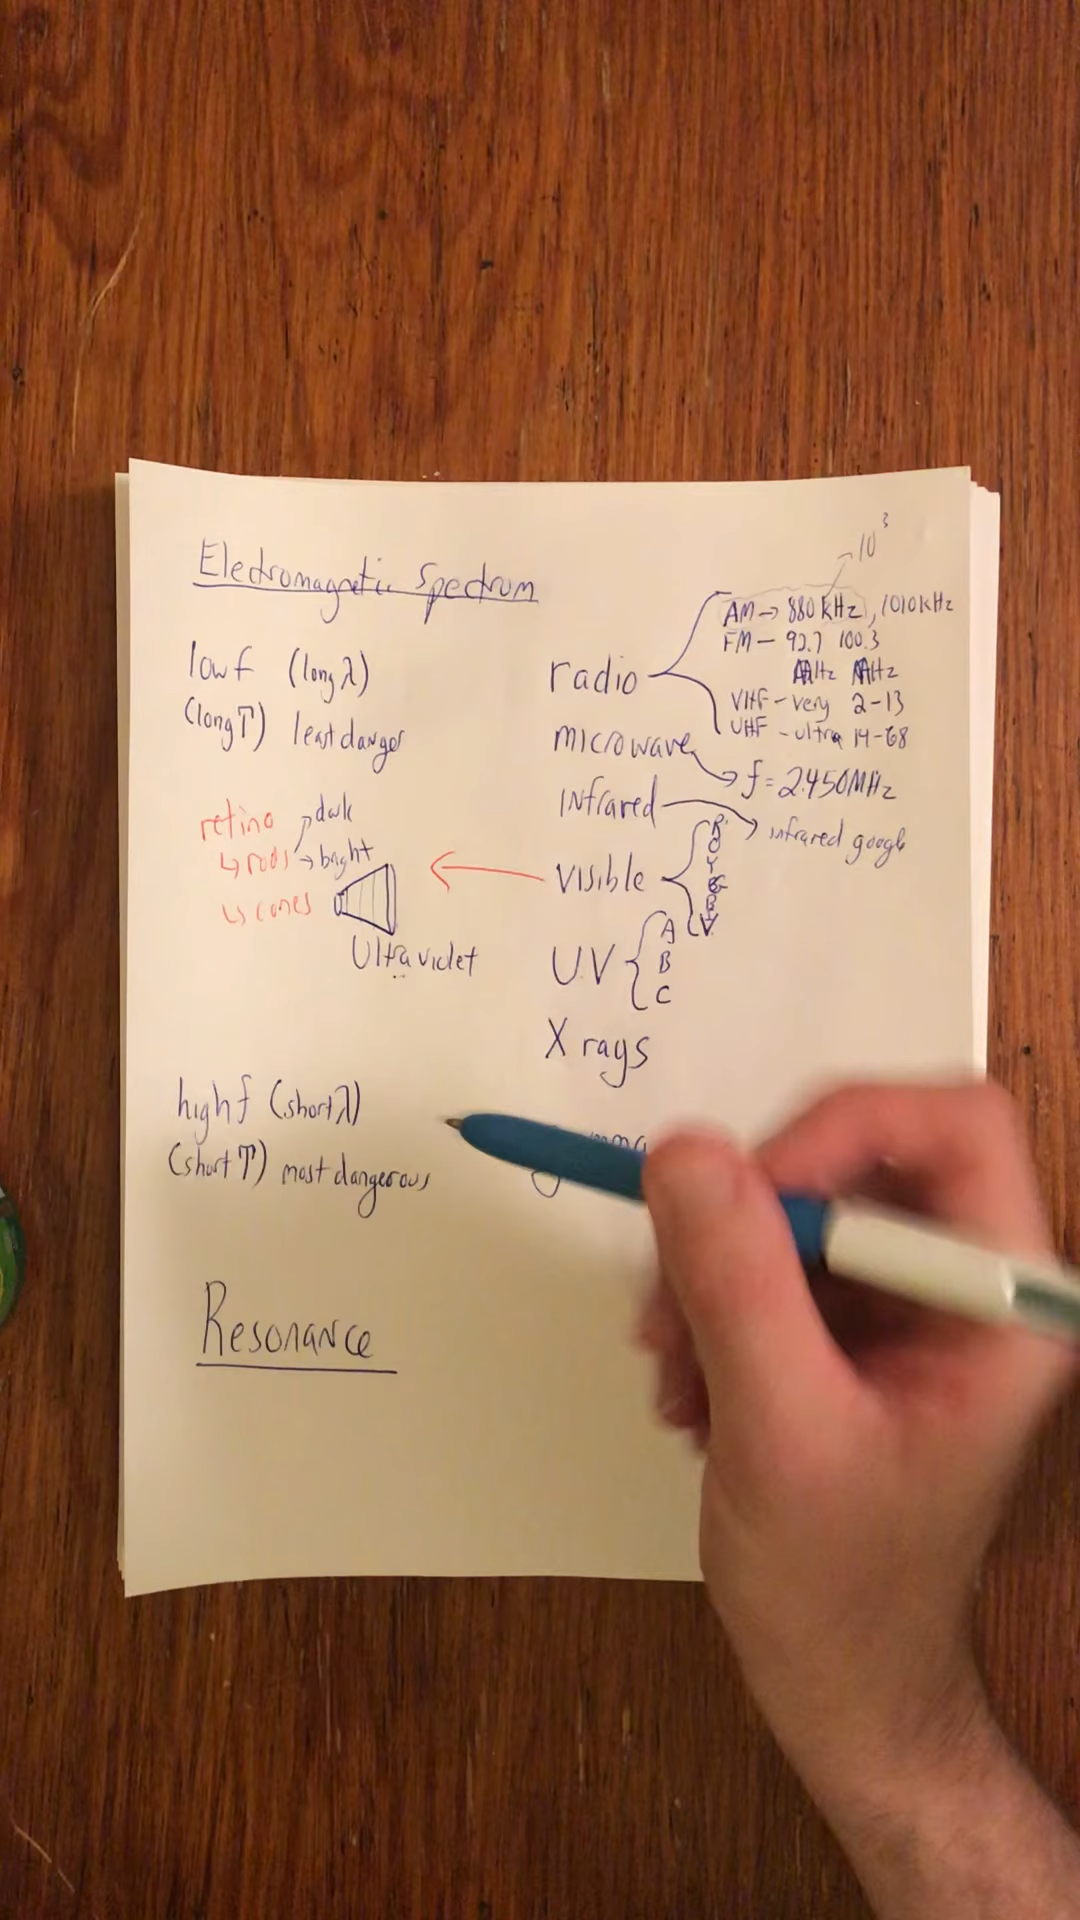 Electromagnetic Spectrum
10³
low f (long λ)
(long T) least danger
radio
AM → 880 kHz, 1010 kHz
FM – 92.7 100.3
MHz MHz
VHF – very 2-13
UHF – ultra 14-68
microwave → f = 2.450MHz
Infrared → infrared google
retina
↳ rods → dark
→ bright
↳ cones
Visible
R
O
Y
G
B
V
Ultraviolet
U.V
A
B
C
X rays
high f (short λ)
(short T) most dangerous
Resonance